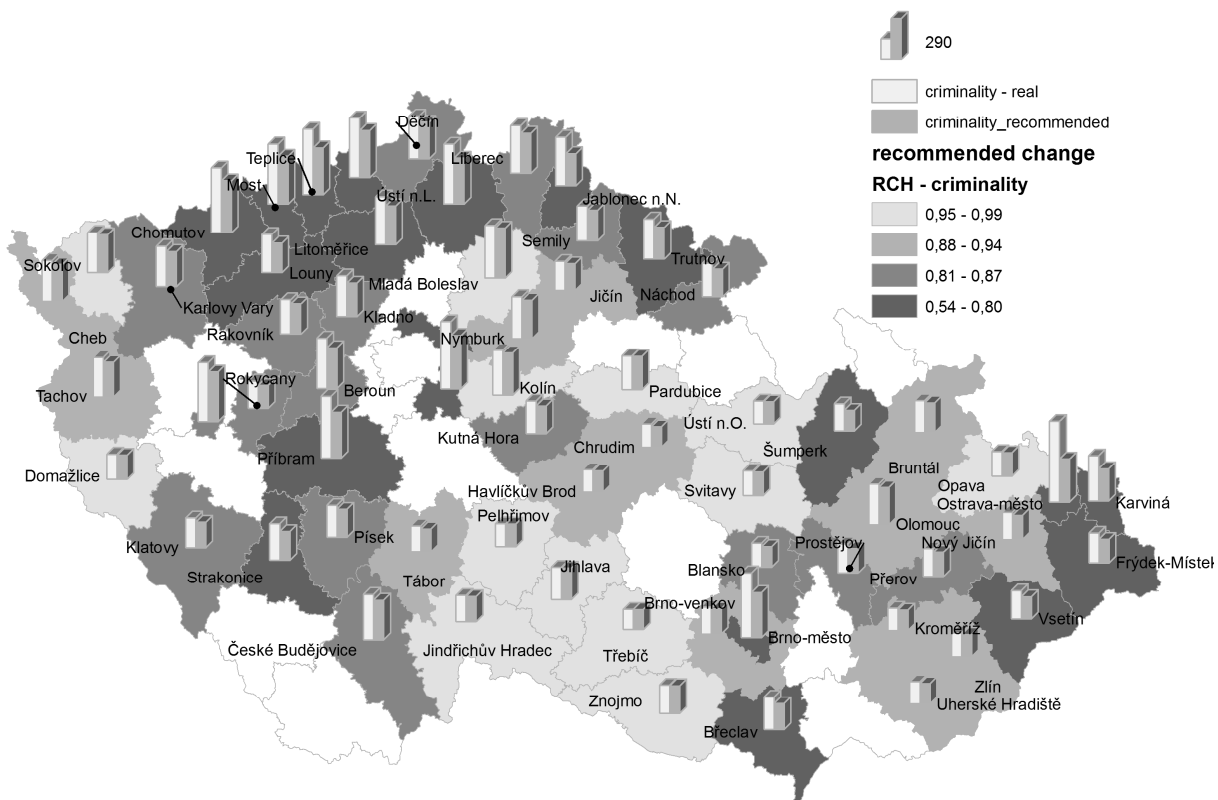 290
criminality - real
criminality_recommended
recommended change
RCH - criminality
0,95 - 0,99
0,88 - 0,94
0,81 - 0,87
0,54 - 0,80
Děčín
Teplice
Liberec
Most
Ústí n.L.
Jablonec n.N.
Chomutov
Semily
Litoměřice
Trutnov
Sokolov
Louny
Mladá Boleslav
Jičín
Náchod
Karlovy Vary
Kladno
Rakovník
Cheb
Nymburk
Rokycany
Kolín
Beroun
Pardubice
Tachov
Ústí n.O.
Kutná Hora
Chrudim
Šumperk
Příbram
Bruntál
Domažlice
Opava
Havlíčkův Brod
Svitavy
Ostrava-město
Karviná
Pelhřimov
Olomouc
Písek
Klatovy
Prostějov
Nový Jičín
Frýdek-Místek
Jihlava
Blansko
Strakonice
Tábor
Přerov
Brno-venkov
Vsetín
Kroměříž
Brno-město
České Budějovice
Jindřichův Hradec
Třebíč
Zlín
Znojmo
Uherské Hradiště
Břeclav